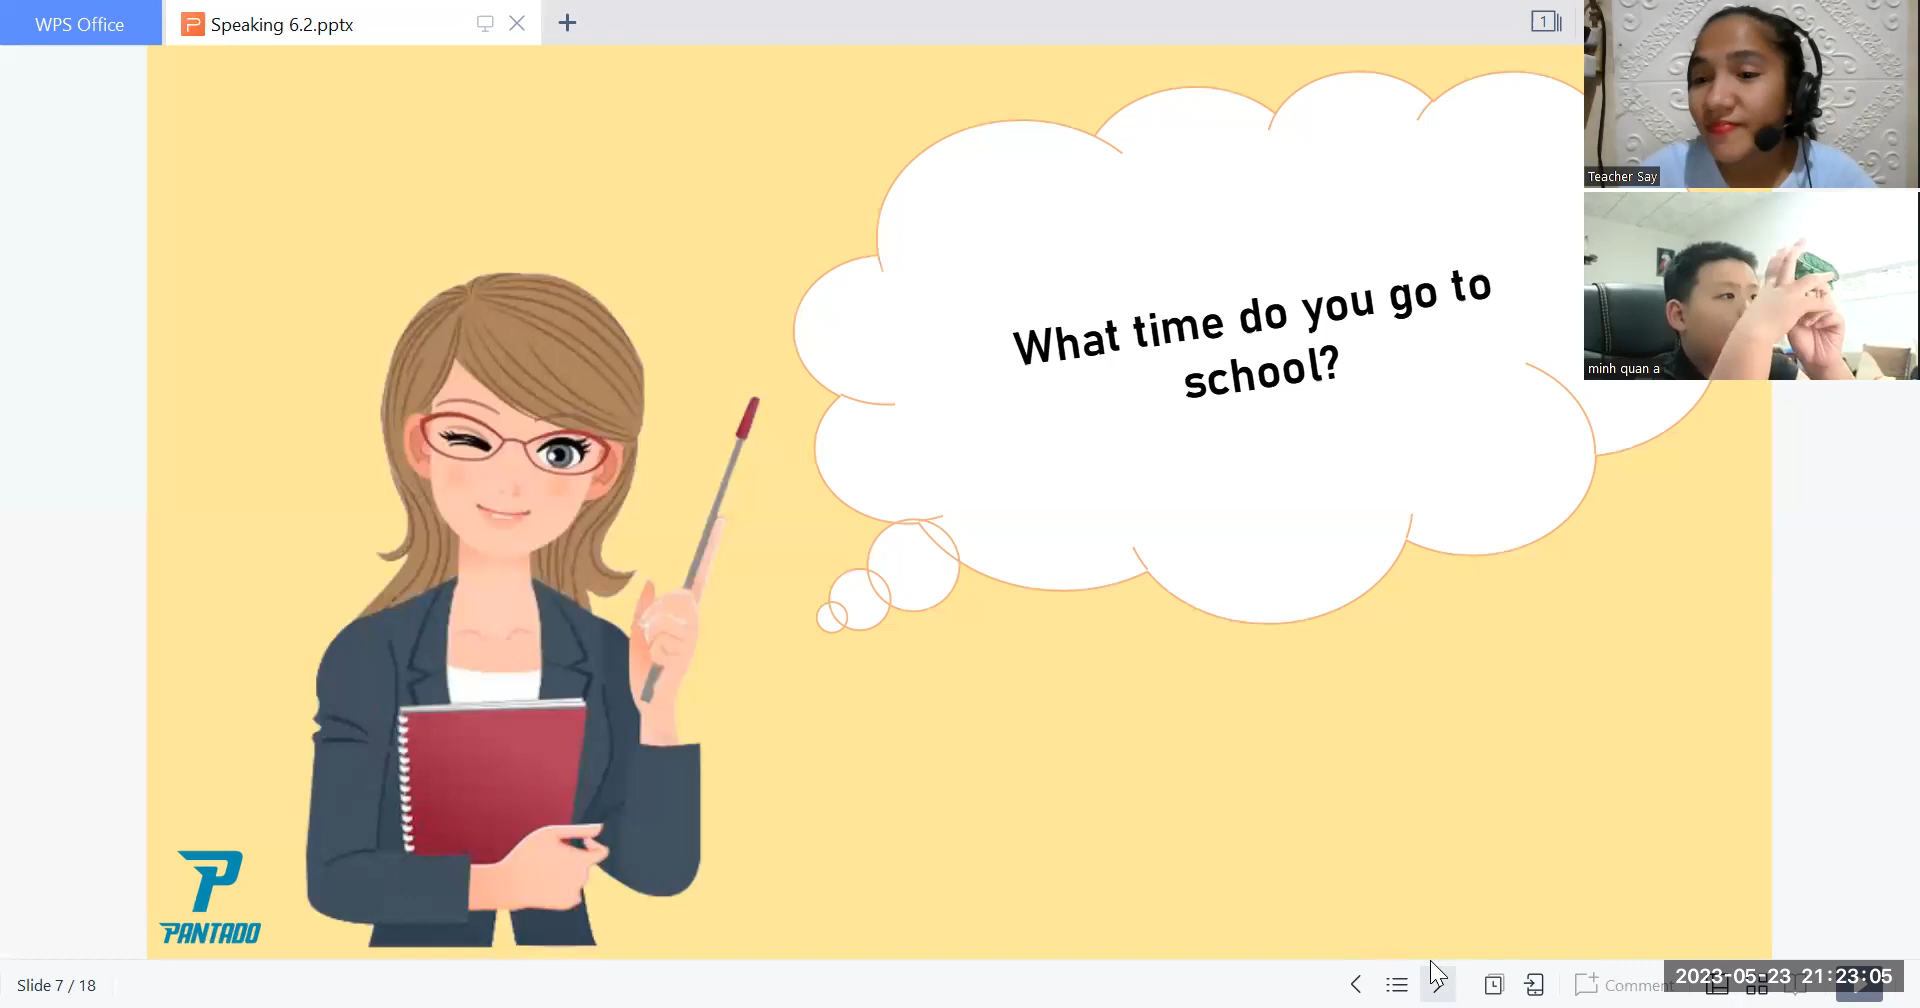 WPS Office
Speaking 6.2.pptx
1
What time do you go to
school?
Teacher Say
minh quan a
PANTADO
Slide 7 / 18
Comment
2023-05-23 21:23:05